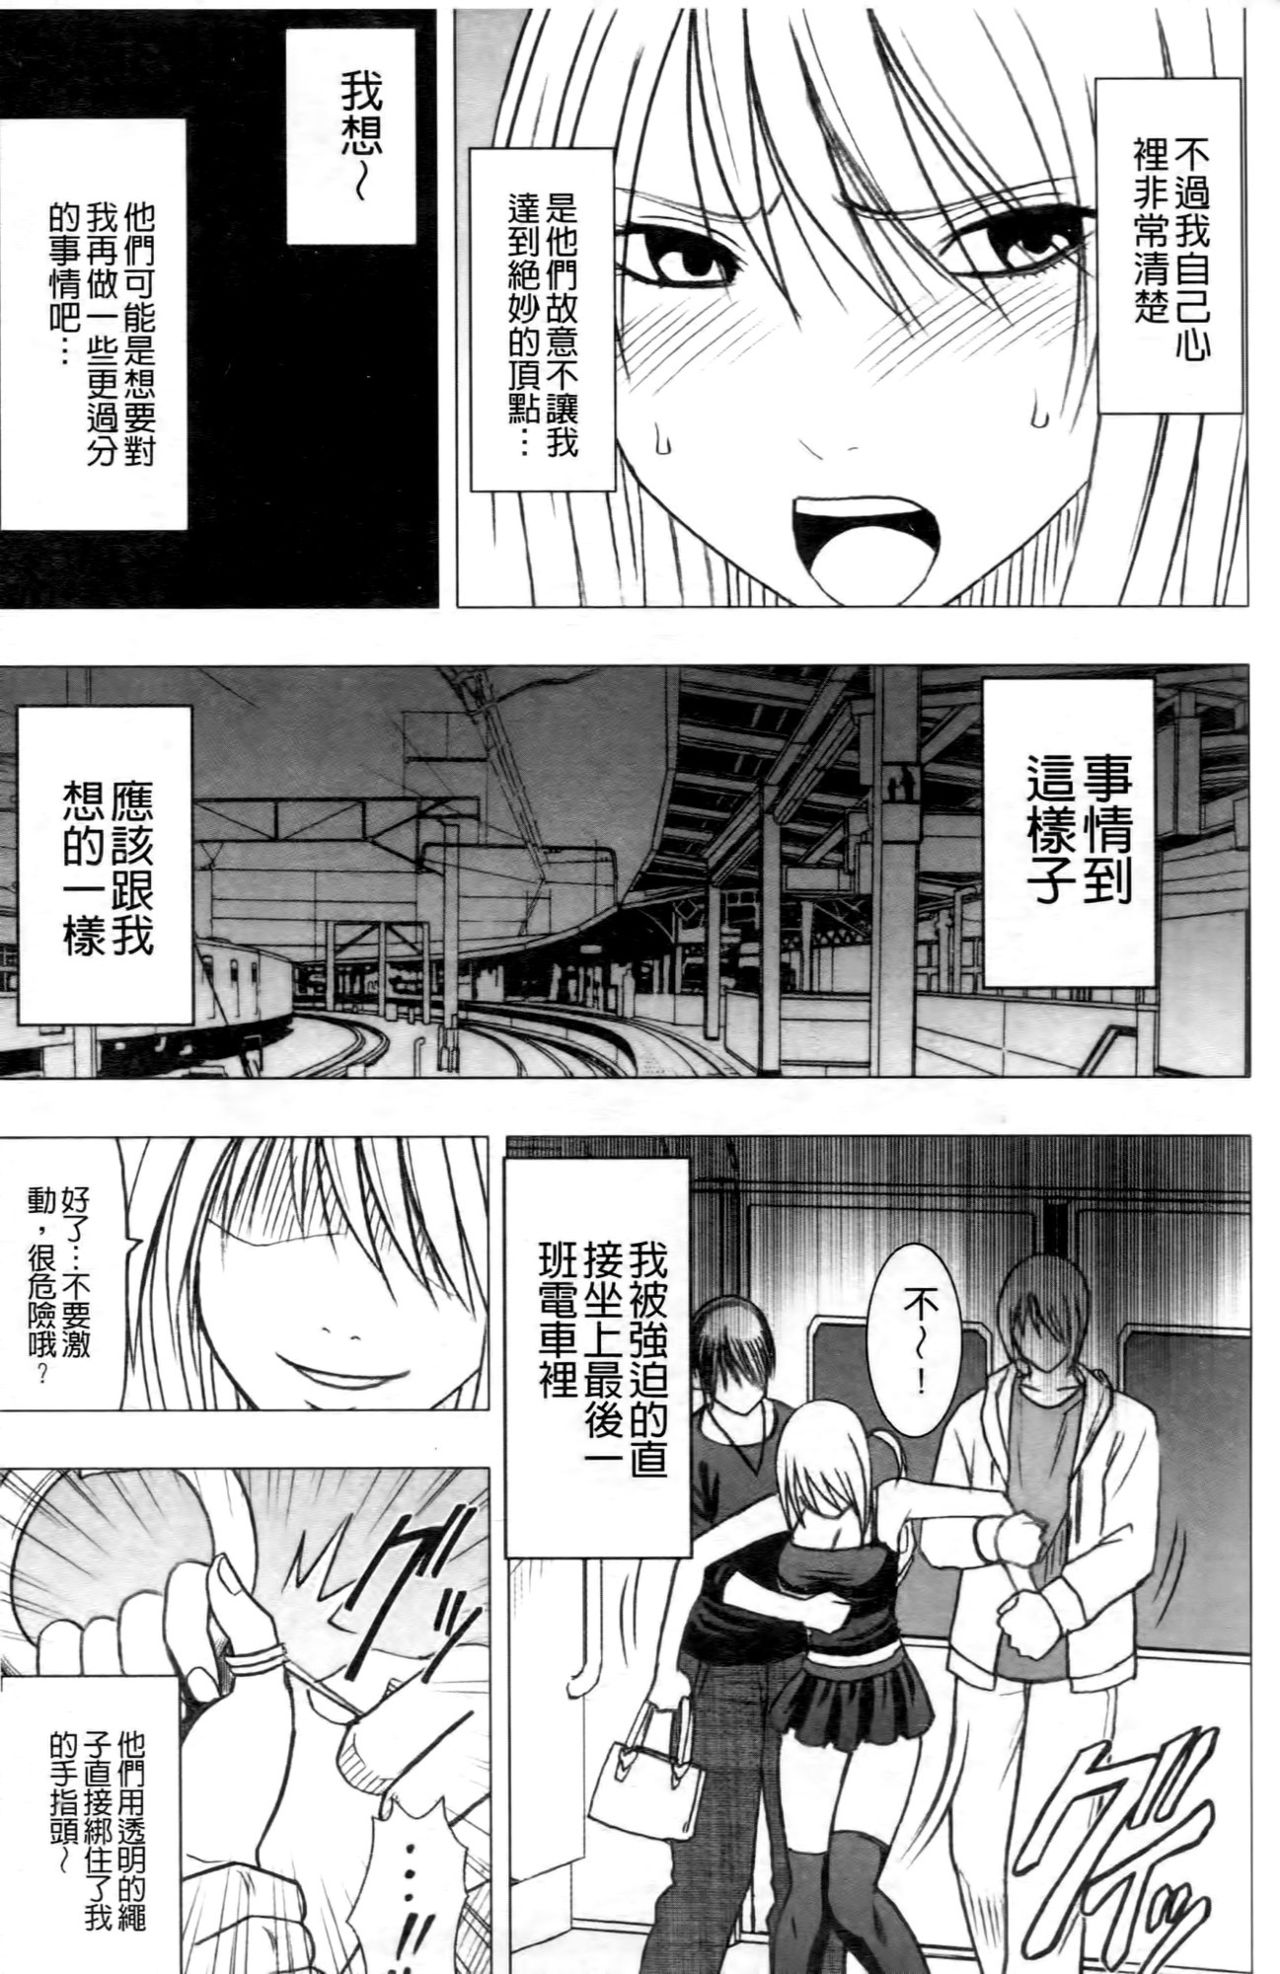 不過我自己心
裡非常清楚
是他們故意不讓我
達到絕妙的頂點…
我想~
他們可能是想要對
我再做一些更過分
的事情吧…
事情到
這樣子
應該跟我
想的一樣
我被強迫的直
接坐上最後一
班電車裡
不~!
グイッ
好了…不要激
動，很危險哦?
グッ
……
他們用透明的繩
子直接綁住了我
的手指頭~